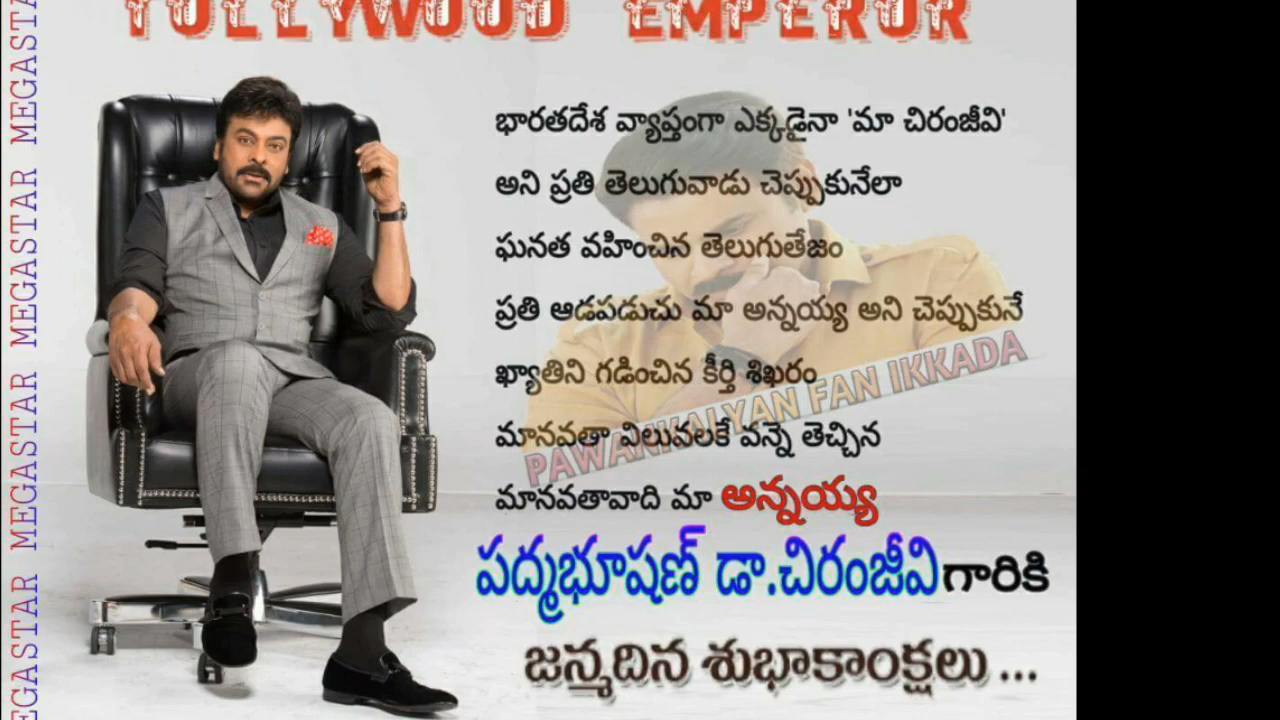 TOLLYWOOD EMPEROR
MEGASTAR MEGASTAR MEGASTAR MEGASTAR
భారతదేశ వ్యాప్తంగా ఎక్కడైనా 'మా చిరంజీవి'
అని ప్రతి తెలుగువాడు చెప్పుకునేలా
ఘనత వహించిన తెలుగుతేజం
ప్రతి ఆడపడుచు మా అన్నయ్య అని చెప్పుకునే
ఖ్యాతిని గడించిన కీర్తి శిఖరం
PAWANKALYAN FAN IKKADA
మానవతా విలువలకే వన్నె తెచ్చిన
మానవతావాది మా అన్నయ్య
పద్మభూషణ్ డా.చిరంజీవి గారికి
జన్మదిన శుభాకాంక్షలు ...